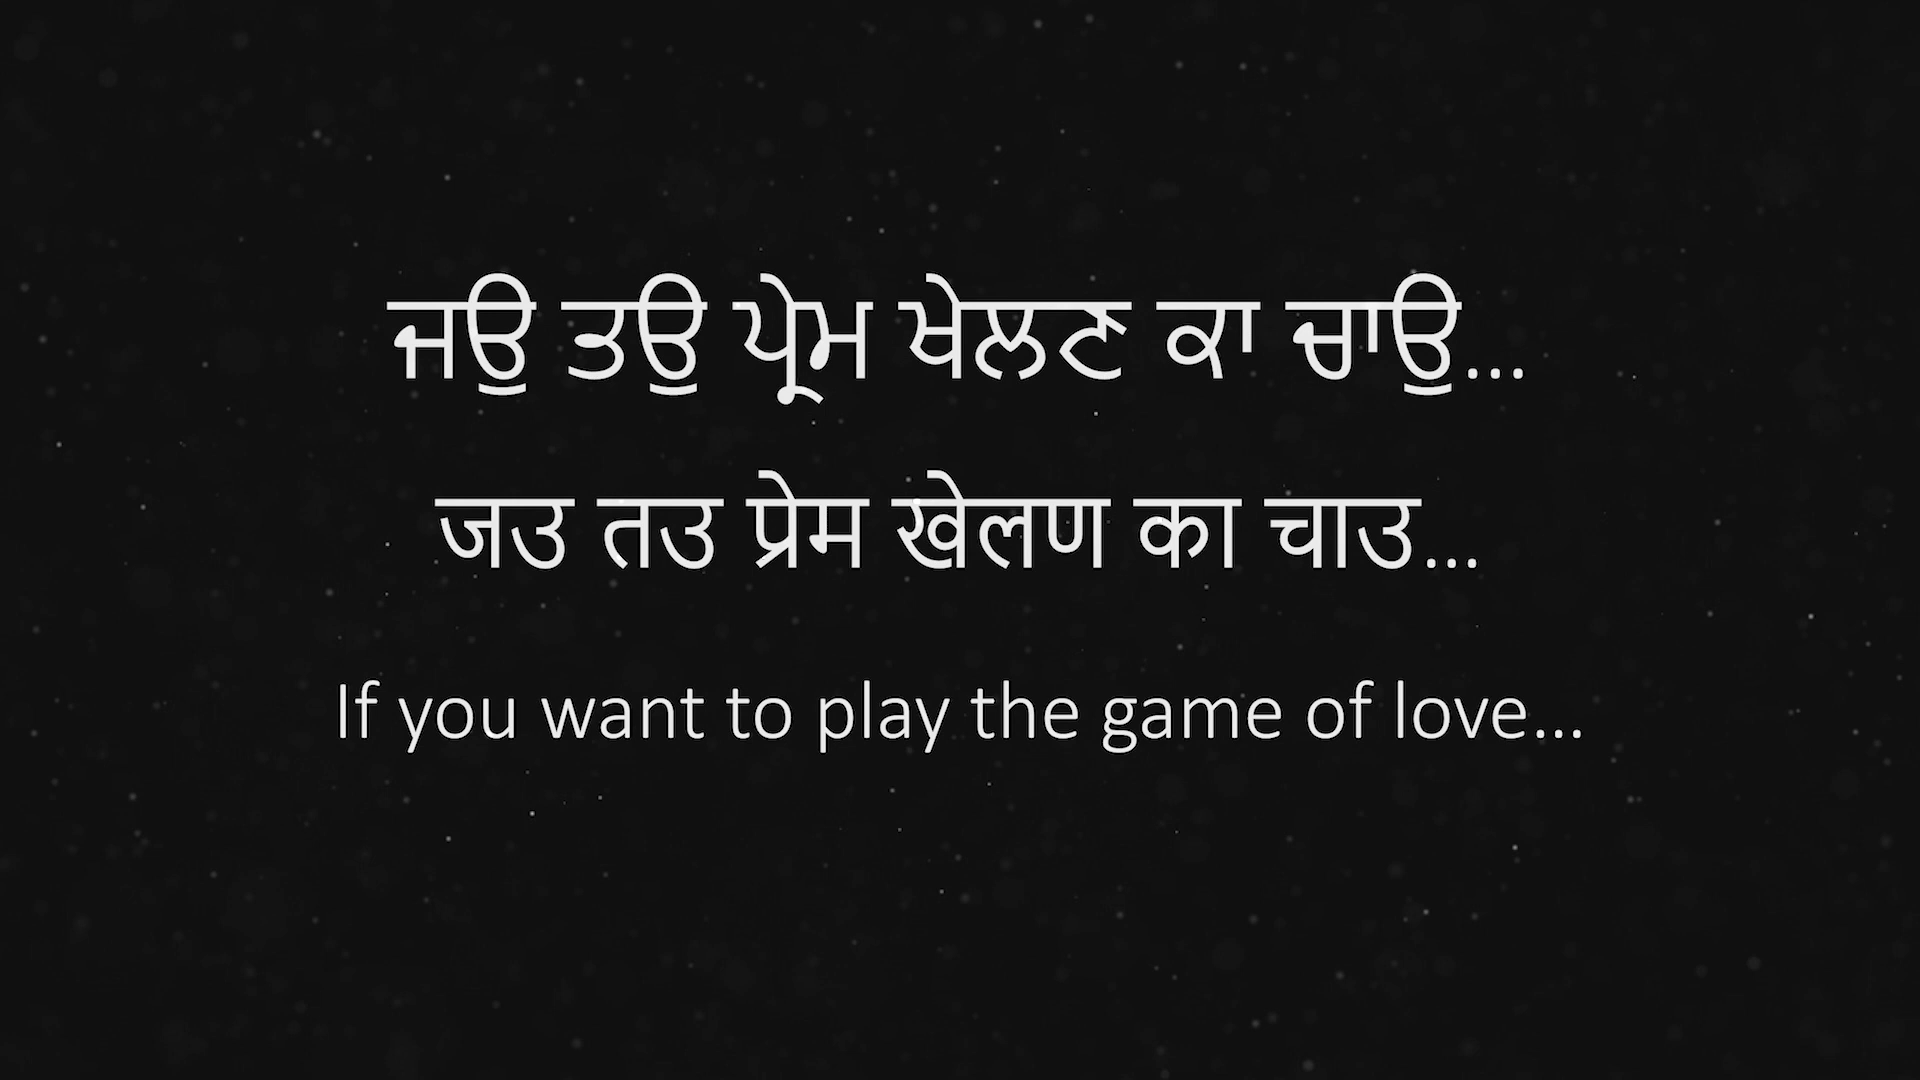 ਜਉ ਤਉ ਪ੍ਰੇਮ ਖੇਲਣ ਕਾ ਚਾਉ...
जउ तउ प्रेम खेलण का चाउ...
If you want to play the game of love...